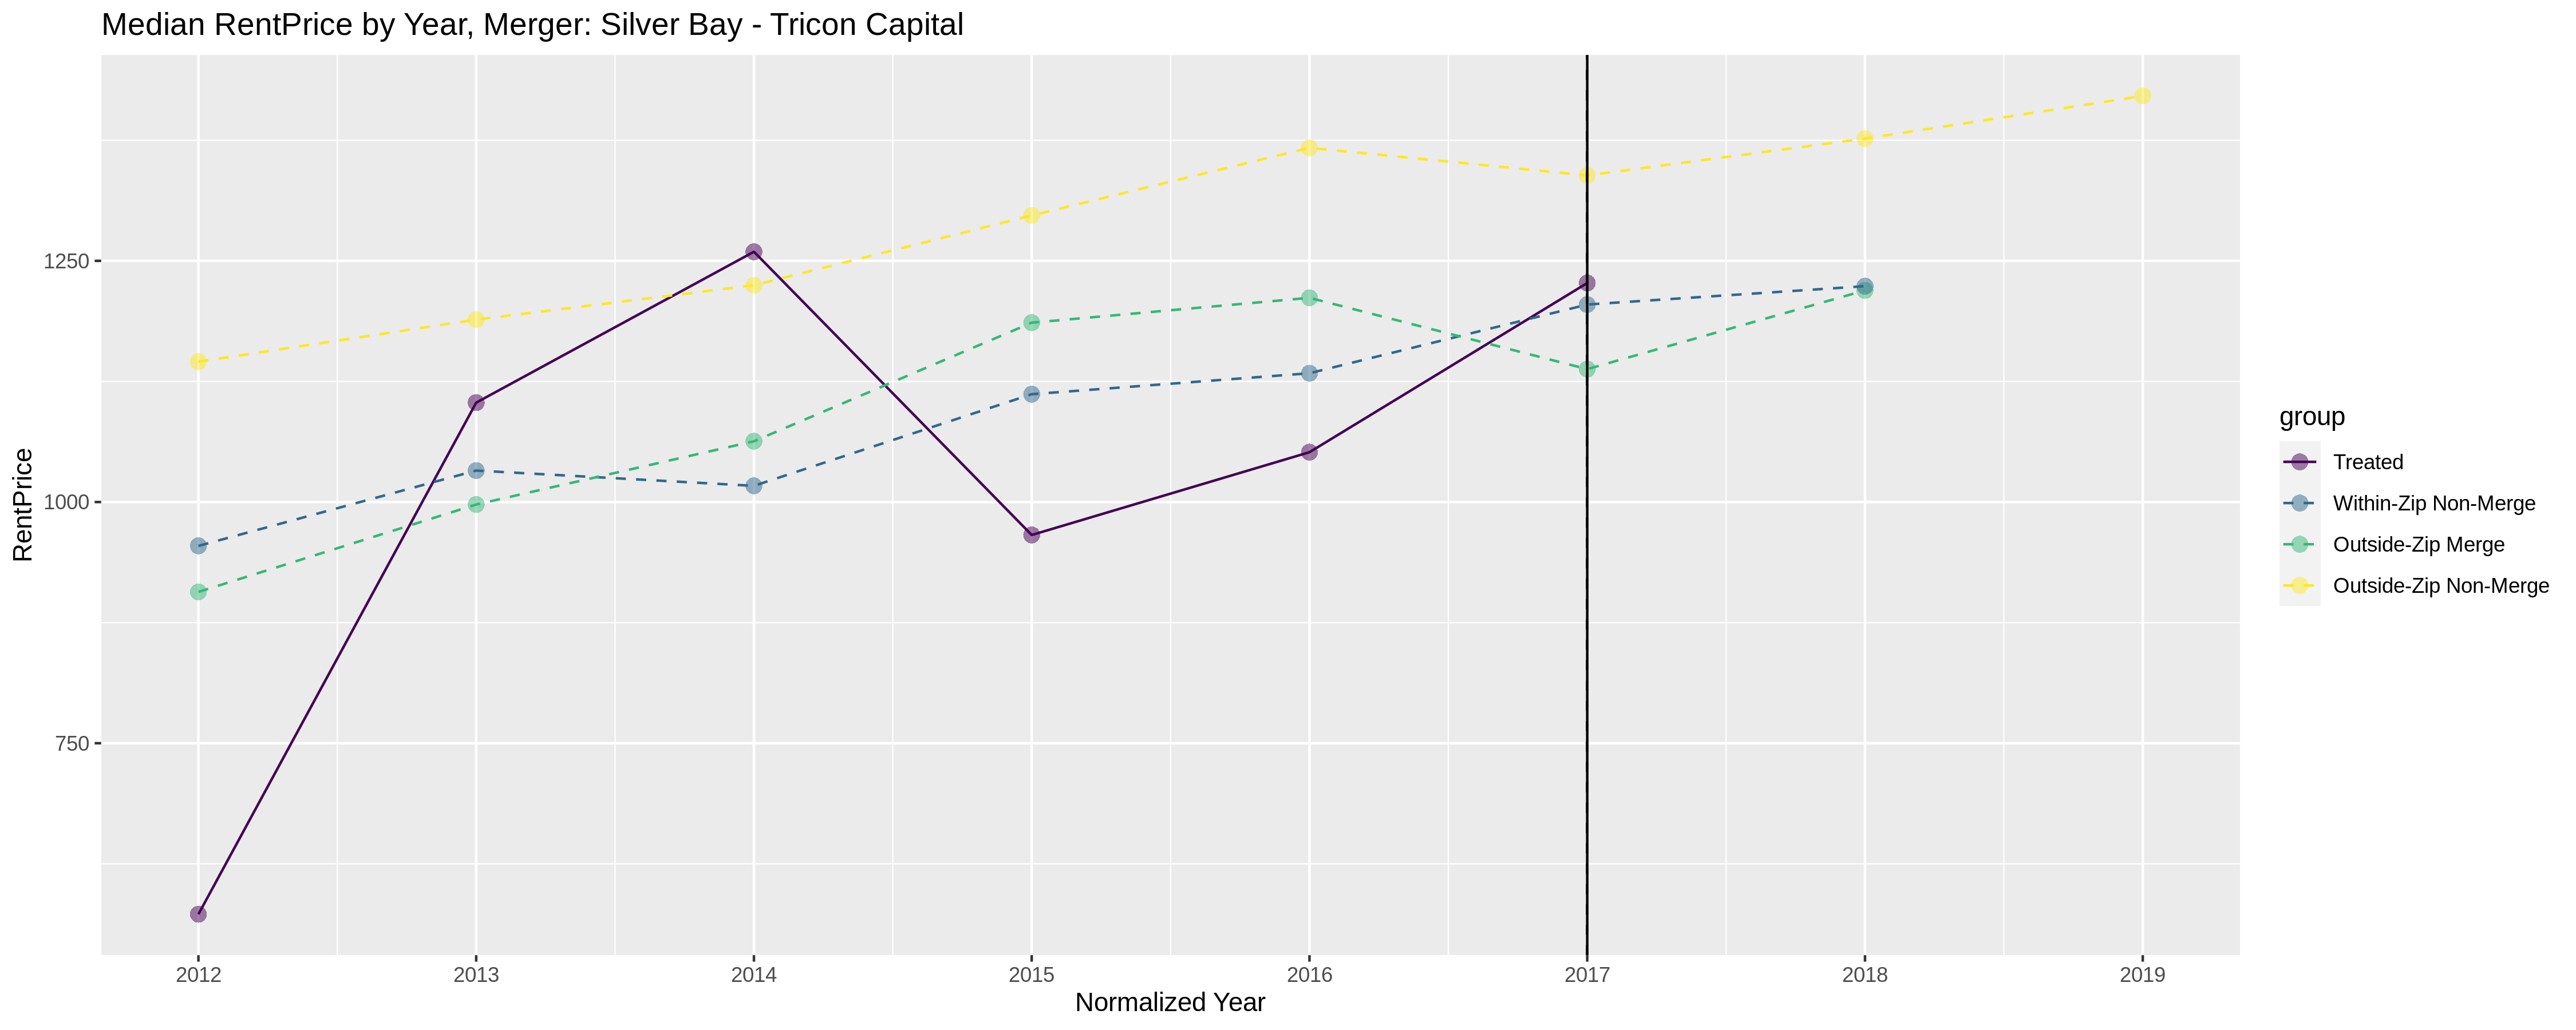 Median RentPrice by Year, Merger: Silver Bay - Tricon Capital
RentPrice
1250
1000
750
2012 2013 2014 2015 2016 2017 2018 2019
Normalized Year
group
Treated
Within-Zip Non-Merge
Outside-Zip Merge
Outside-Zip Non-Merge